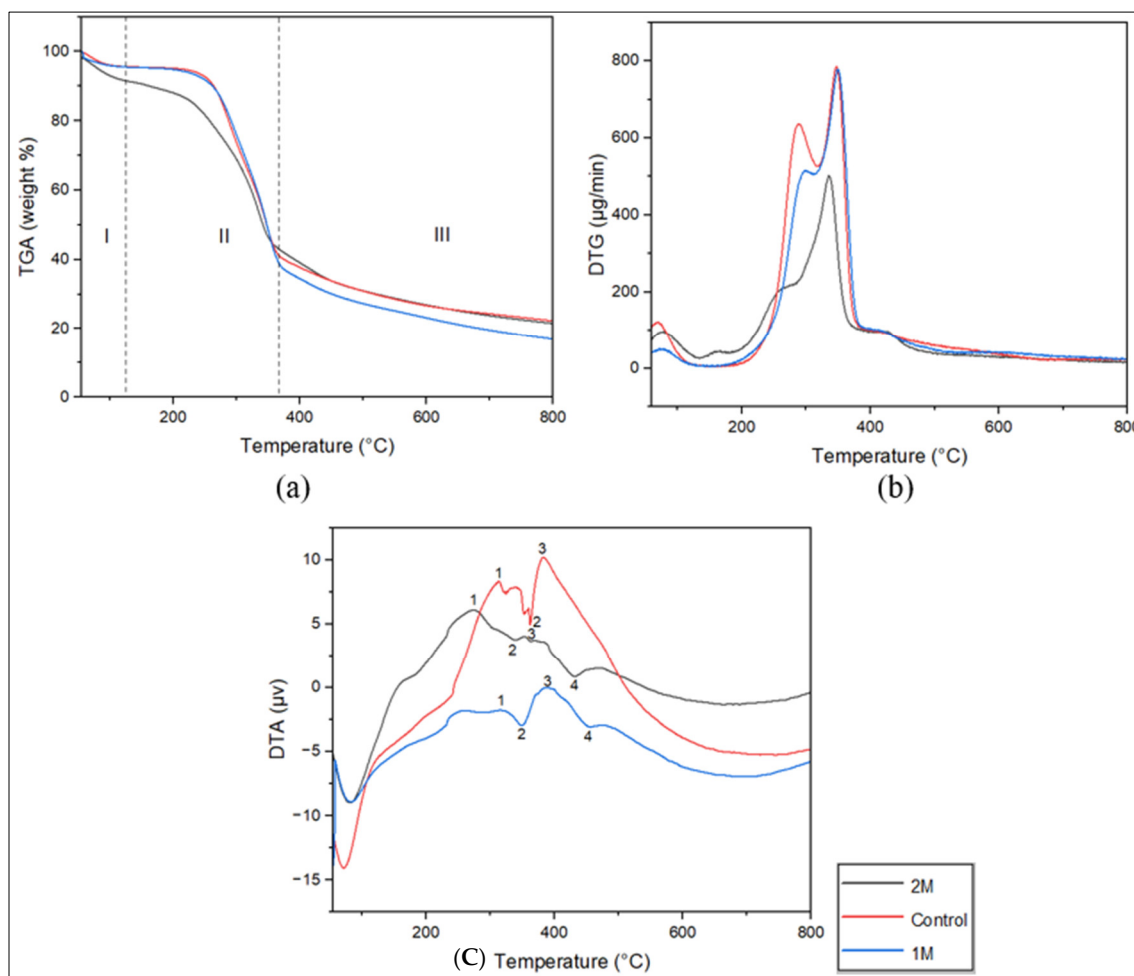 TGA (weight %)
100
80
60
40
20
0
I
II
III
200
400
600
800
Temperature (°C)
(a)
DTG (µg/min)
800
600
400
200
0
200
400
600
800
Temperature (°C)
(b)
DTA (µv)
10
5
0
−5
−10
−15
1
2
3
1
2
3
4
1
2
3
4
200
400
600
800
(C) Temperature (°C)
2M
Control
1M